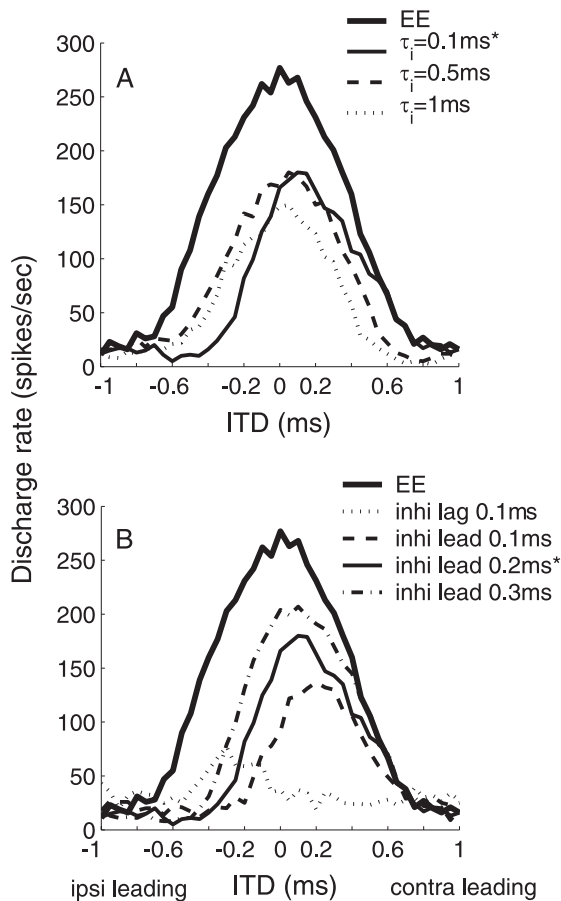 EE
τ_i=0.1ms*
τ_i=0.5ms
τ_i=1ms
A
300
250
200
150
100
50
0
-1 -0.6 -0.2 0 0.2 0.6 1
ITD (ms)
Discharge rate (spikes/sec)
EE
inhi lag 0.1ms
inhi lead 0.1ms
inhi lead 0.2ms*
inhi lead 0.3ms
B
300
250
200
150
100
50
0
-1 -0.6 -0.2 0 0.2 0.6 1
ipsi leading ITD (ms) contra leading